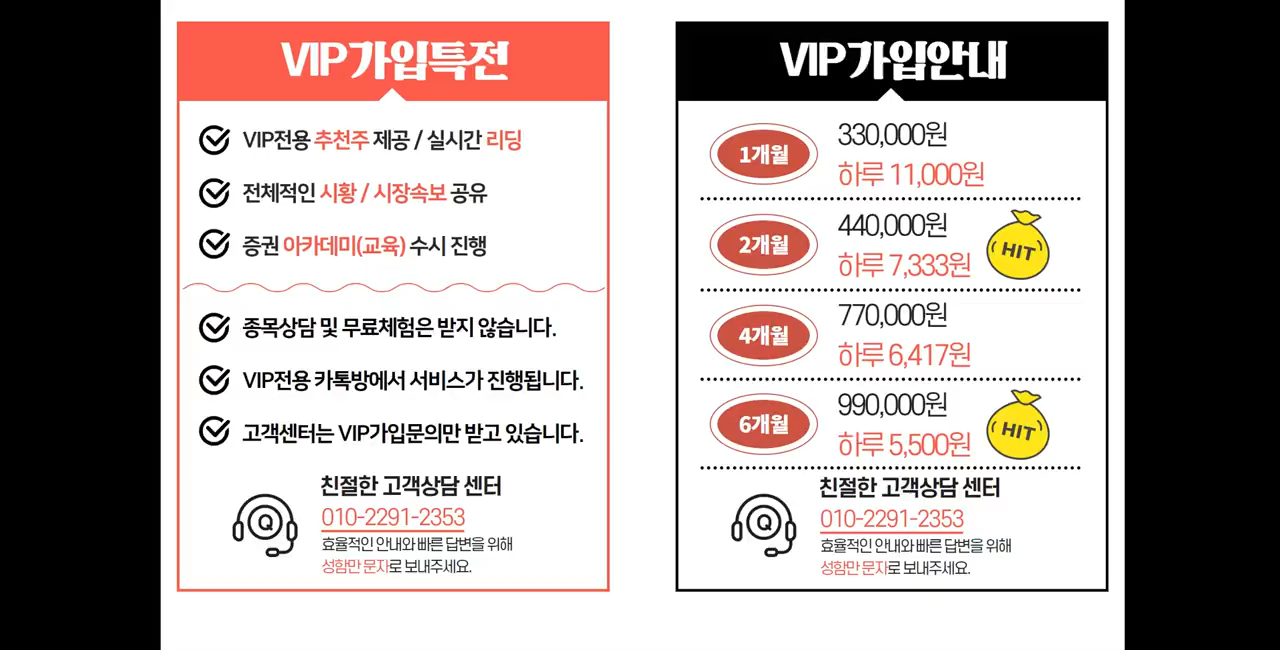 VIP가입특전
VIP전용 추천주 제공 / 실시간 리딩
전체적인 시황 / 시장속보 공유
증권 아카데미(교육) 수시 진행
종목상담 및 무료체험은 받지 않습니다.
VIP전용 카톡방에서 서비스가 진행됩니다.
고객센터는 VIP가입문의만 받고 있습니다.
Q
친절한 고객상담 센터
010-2291-2353
효율적인 안내와 빠른 답변을 위해
성함만 문자로 보내주세요.
VIP가입안내
1개월
330,000원
하루 11,000원
2개월
440,000원
하루 7,333원
HIT
4개월
770,000원
하루 6,417원
6개월
990,000원
하루 5,500원
HIT
Q
친절한 고객상담 센터
010-2291-2353
효율적인 안내와 빠른 답변을 위해
성함만 문자로 보내주세요.